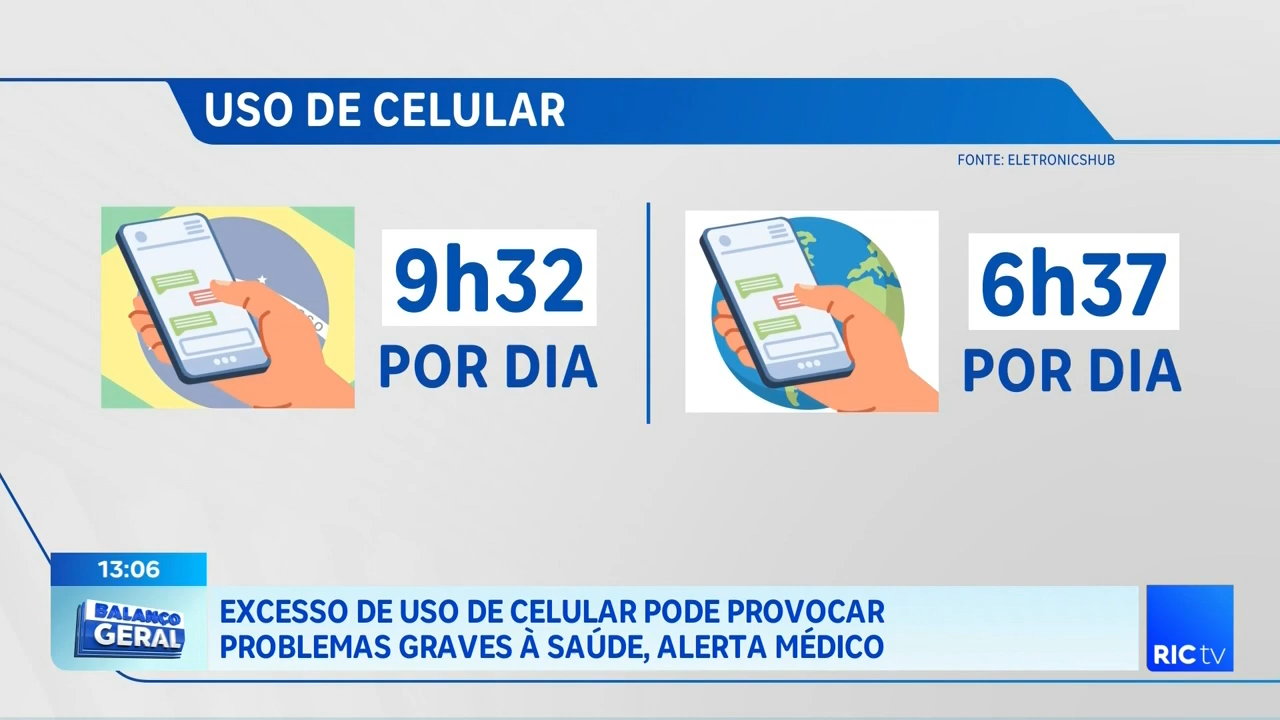 USO DE CELULAR
FONTE: ELETRONICSHUB
9h32
POR DIA
6h37
POR DIA
13:06
BALANÇO
GERAL
EXCESSO DE USO DE CELULAR PODE PROVOCAR
PROBLEMAS GRAVES À SAÚDE, ALERTA MÉDICO
RIC tv